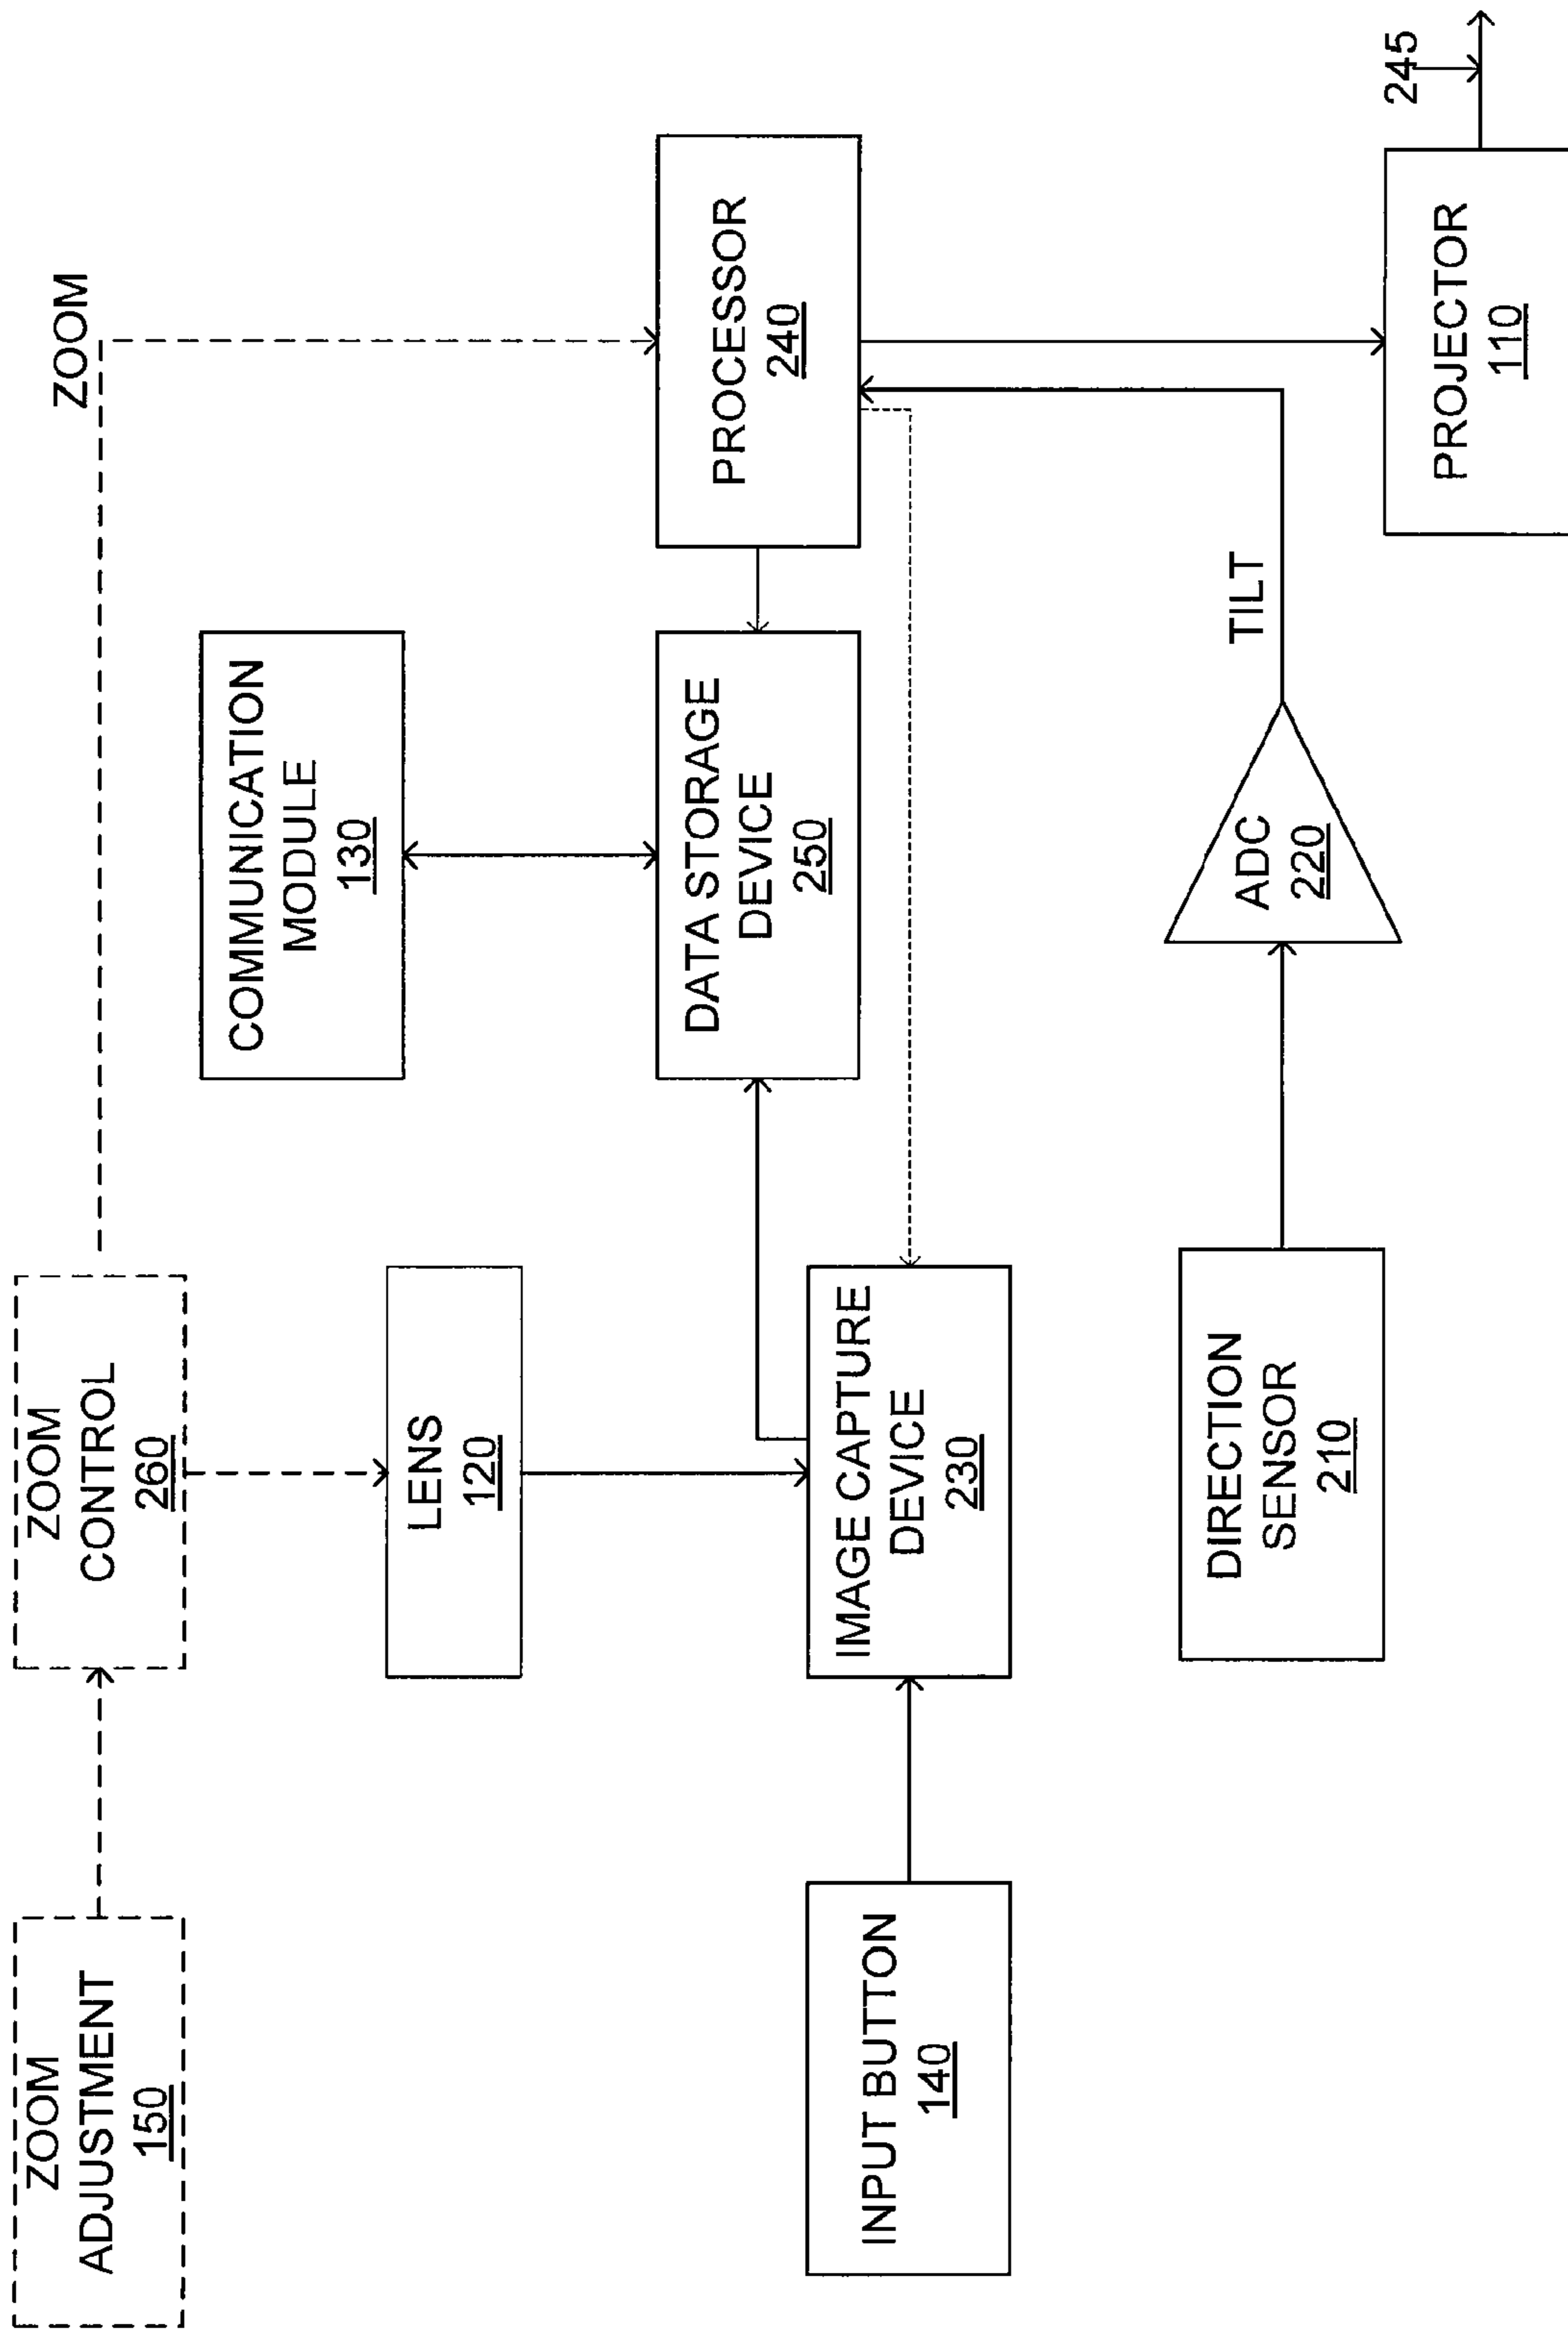 ZOOM
ADJUSTMENT
150
ZOOM
CONTROL
260
ZOOM
LENS
120
COMMUNICATION
MODULE
130
INPUT BUTTON
140
IMAGE CAPTURE
DEVICE
230
DATA STORAGE
DEVICE
250
PROCESSOR
240
DIRECTION
SENSOR
210
ADC
220
TILT
PROJECTOR
110
245